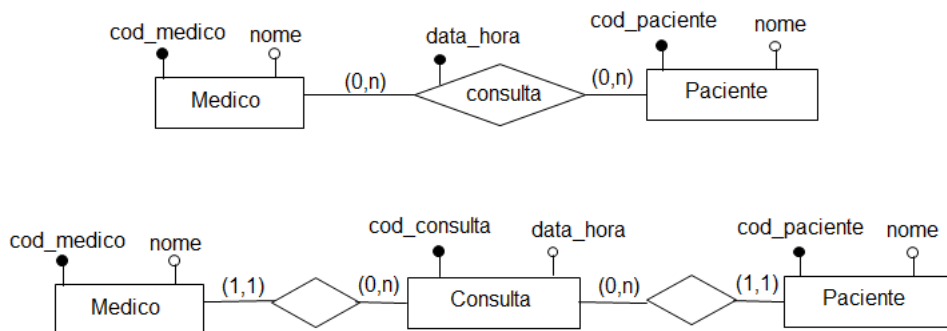 cod_medico nome data_hora cod_paciente nome
Medico (0,n) consulta (0,n) Paciente
cod_medico nome cod_consulta data_hora cod_paciente nome
Medico (1,1) (0,n) Consulta (0,n) (1,1) Paciente